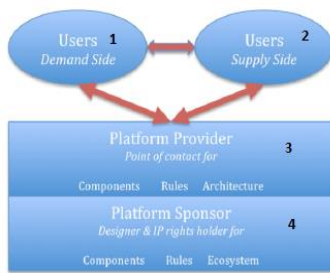 Users 1
Demand Side
Users 2
Supply Side
Platform Provider
Point of contact for
3
Components Rules Architecture
Platform Sponsor
4
Designer & IP rights holder for
Components Rules Ecosystem